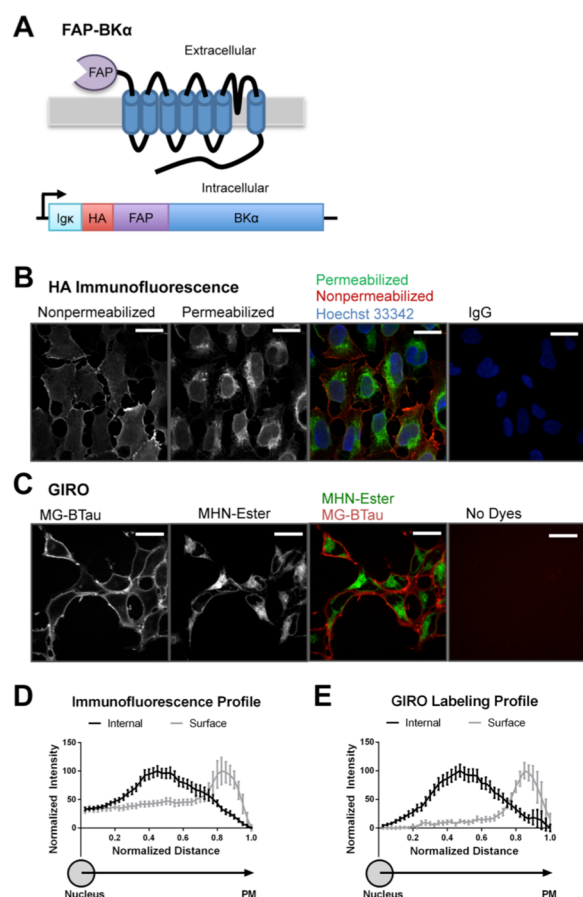 A
FAP-BKα
Extracellular
FAP
Intracellular
Igκ HA FAP BKα
B
HA Immunofluorescence
Nonpermeabilized Permeabilized
Permeabilized
Nonpermeabilized
Hoechst 33342
IgG
C
GIRO
MG-BTau MHN-Ester
MHN-Ester
MG-BTau
No Dyes
D
Immunofluorescence Profile
Internal Surface
Normalized Intensity
150
100
50
0
0.2 0.4 0.6 0.8 1.0
Normalized Distance
Nucleus PM
E
GIRO Labeling Profile
Internal Surface
Normalized Intensity
150
100
50
0
0.2 0.4 0.6 0.8 1.0
Normalized Distance
Nucleus PM